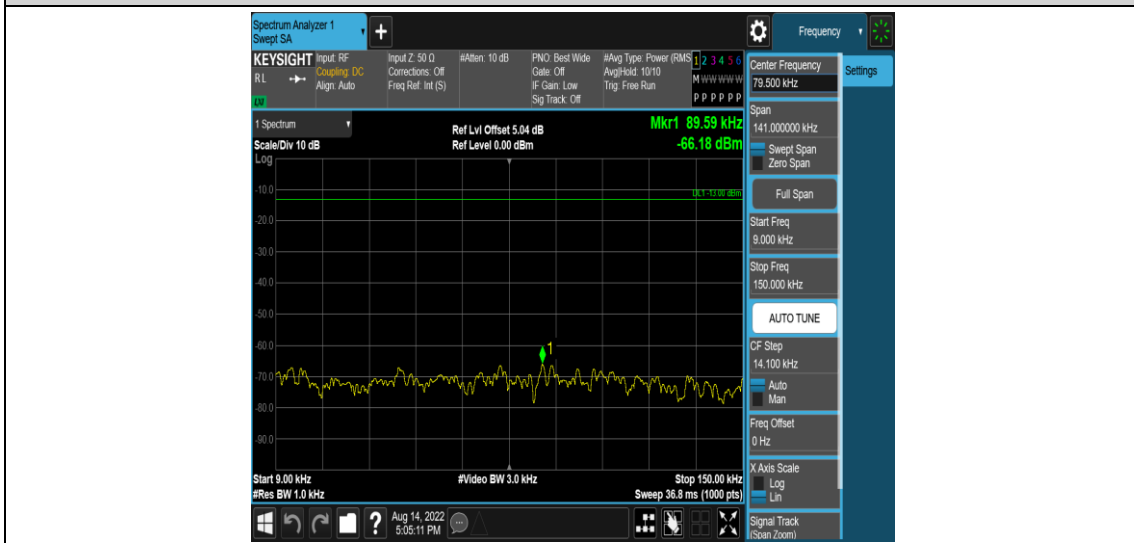 Spectrum Analyzer 1
Swept SA
+
Frequency
KEYSIGHT
RL
LXI
Input: RF
Coupling: DC
Align: Auto
Input Z: 50 Ω
Corrections: Off
Freq Ref: Int (S)
#Atten: 10 dB
PNO: Best Wide
Gate: Off
IF Gain: Low
Sig Track: Off
#Avg Type: Power (RMS
Avg|Hold: 10/10
Trig: Free Run
1 2 3 4 5 6
M W W W W W
P P P P P P
1 Spectrum
Scale/Div 10 dB
Ref Lvl Offset 5.04 dB
Ref Level 0.00 dBm
Mkr1 89.59 kHz
-66.18 dBm
Log
DL1 -13.00 dBm
-10.0
-20.0
-30.0
-40.0
-50.0
-60.0
-70.0
-80.0
-90.0
1
Start 9.00 kHz
#Res BW 1.0 kHz
#Video BW 3.0 kHz
Stop 150.00 kHz
Sweep 36.8 ms (1000 pts)
Center Frequency
79.500 kHz
Settings
Span
141.000000 kHz
Swept Span
Zero Span
Full Span
Start Freq
9.000 kHz
Stop Freq
150.000 kHz
AUTO TUNE
CF Step
14.100 kHz
Auto
Man
Freq Offset
0 Hz
X Axis Scale
Log
Lin
Signal Track
(Span Zoom)
?
Aug 14, 2022
5:05:11 PM